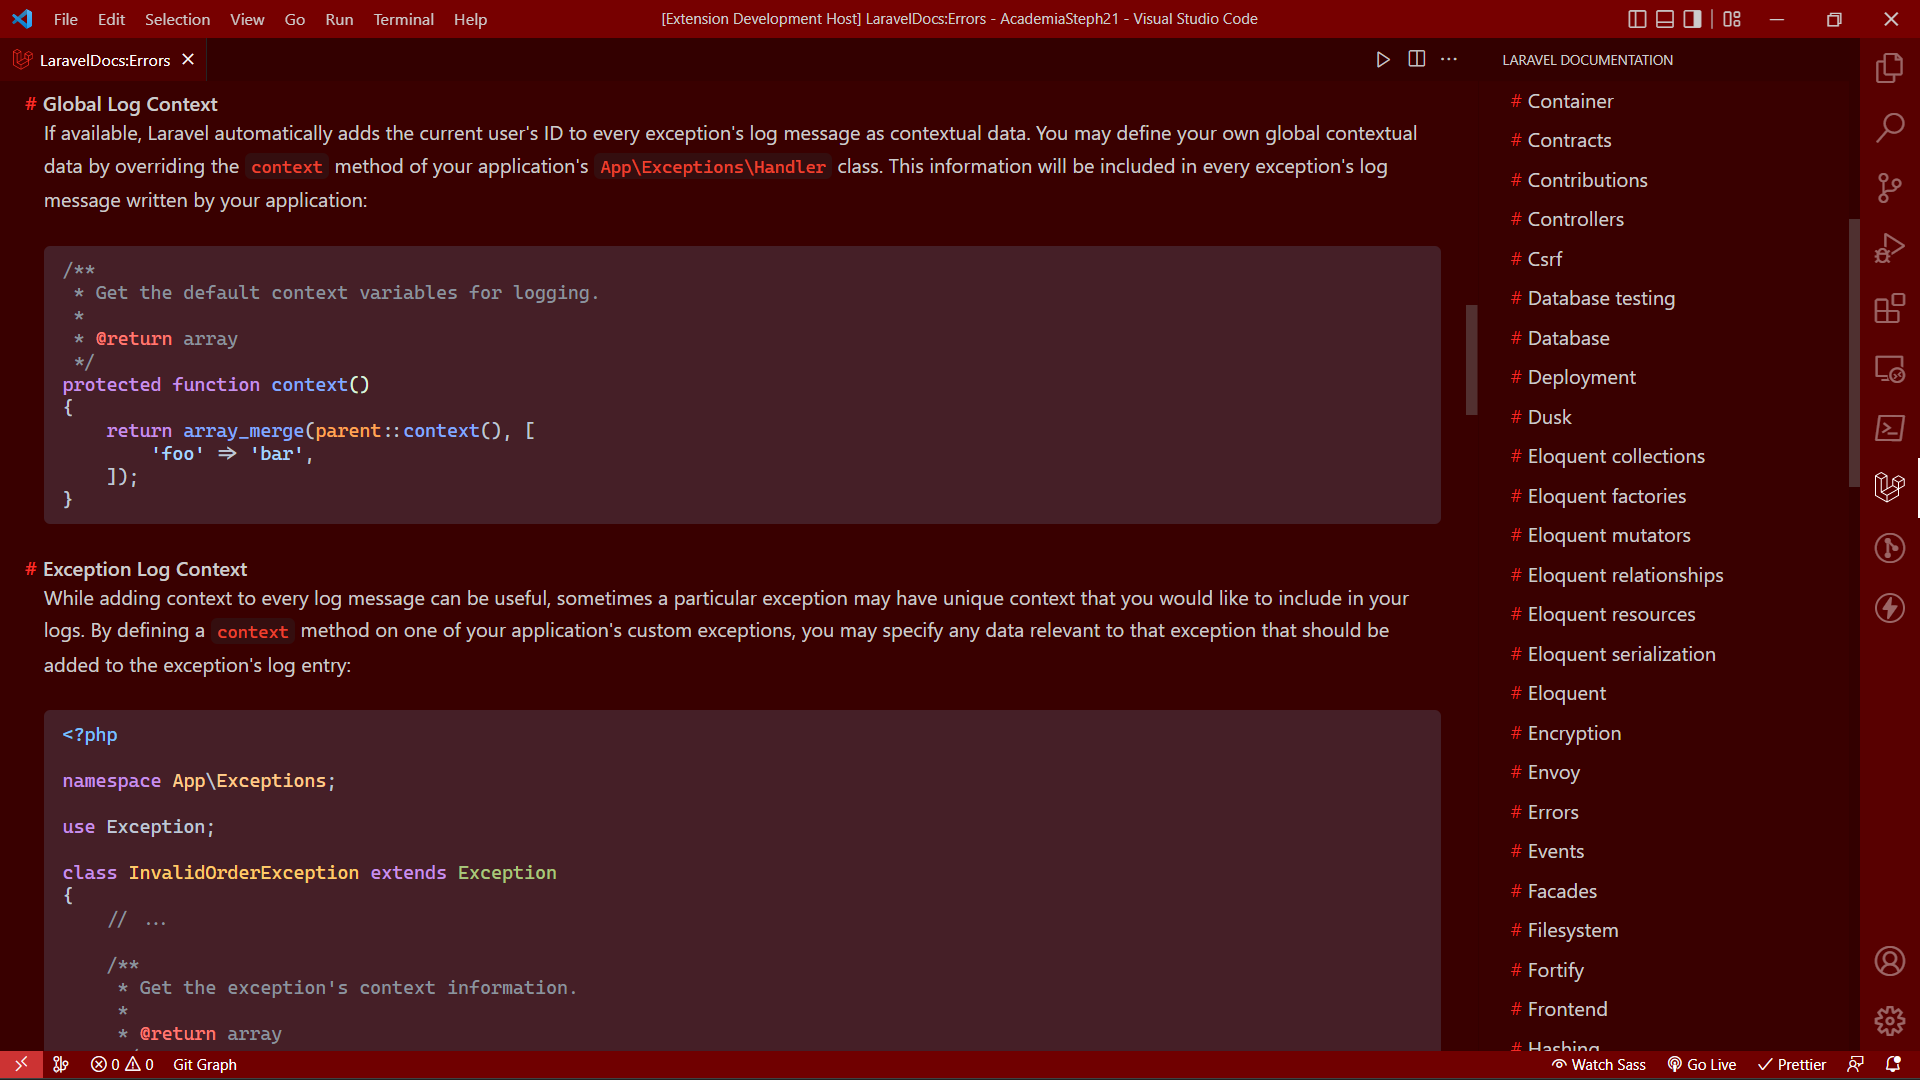 File Edit Selection View Go Run Terminal Help
[Extension Development Host] LaravelDocs:Errors - AcademiaSteph21 - Visual Studio Code
LaravelDocs:Errors
# Global Log Context
If available, Laravel automatically adds the current user's ID to every exception's log message as contextual data. You may define your own global contextual
data by overriding the context method of your application's App\Exceptions\Handler class. This information will be included in every exception's log
message written by your application:
/**
 * Get the default context variables for logging.
 *
 * @return array
 */
protected function context()
{
    return array_merge(parent::context(), [
        'foo' => 'bar',
    ]);
}
# Exception Log Context
While adding context to every log message can be useful, sometimes a particular exception may have unique context that you would like to include in your
logs. By defining a context method on one of your application's custom exceptions, you may specify any data relevant to that exception that should be
added to the exception's log entry:
<?php
namespace App\Exceptions;
use Exception;
class InvalidOrderException extends Exception
{
    // ...
    /**
     * Get the exception's context information.
     *
     * @return array
LARAVEL DOCUMENTATION
# Container
# Contracts
# Contributions
# Controllers
# Csrf
# Database testing
# Database
# Deployment
# Dusk
# Eloquent collections
# Eloquent factories
# Eloquent mutators
# Eloquent relationships
# Eloquent resources
# Eloquent serialization
# Eloquent
# Encryption
# Envoy
# Errors
# Events
# Facades
# Filesystem
# Fortify
# Frontend
# Hashing
0 0 Git Graph
Watch Sass Go Live Prettier